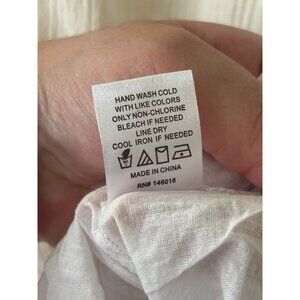 HAND WASH COLD
WITH LIKE COLORS
ONLY NON-CHLORINE
BLEACH IF NEEDED
LINE DRY
COOL IRON IF NEEDED
MADE IN CHINA
RN# 146018